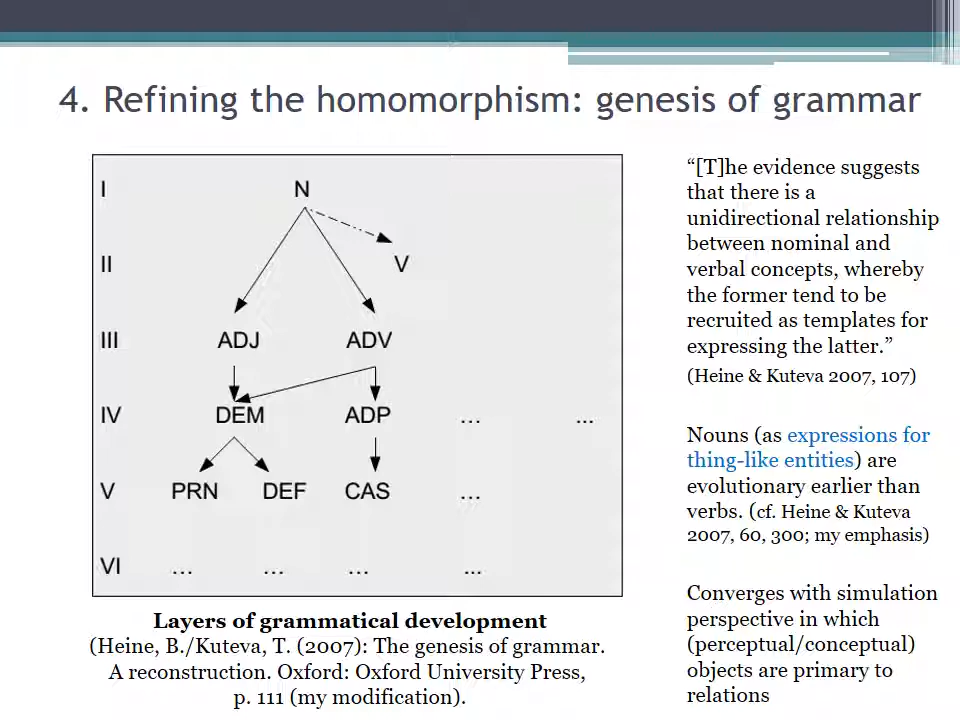 4. Refining the homomorphism: genesis of grammar
I N
II V
III ADJ ADV
IV DEM ADP … ...
V PRN DEF CAS …
VI … … … ...
Layers of grammatical development
(Heine, B./Kuteva, T. (2007): The genesis of grammar.
A reconstruction. Oxford: Oxford University Press,
p. 111 (my modification).
“[T]he evidence suggests
that there is a
unidirectional relationship
between nominal and
verbal concepts, whereby
the former tend to be
recruited as templates for
expressing the latter.”
(Heine & Kuteva 2007, 107)
Nouns (as expressions for
thing-like entities) are
evolutionary earlier than
verbs. (cf. Heine & Kuteva
2007, 60, 300; my emphasis)
Converges with simulation
perspective in which
(perceptual/conceptual)
objects are primary to
relations